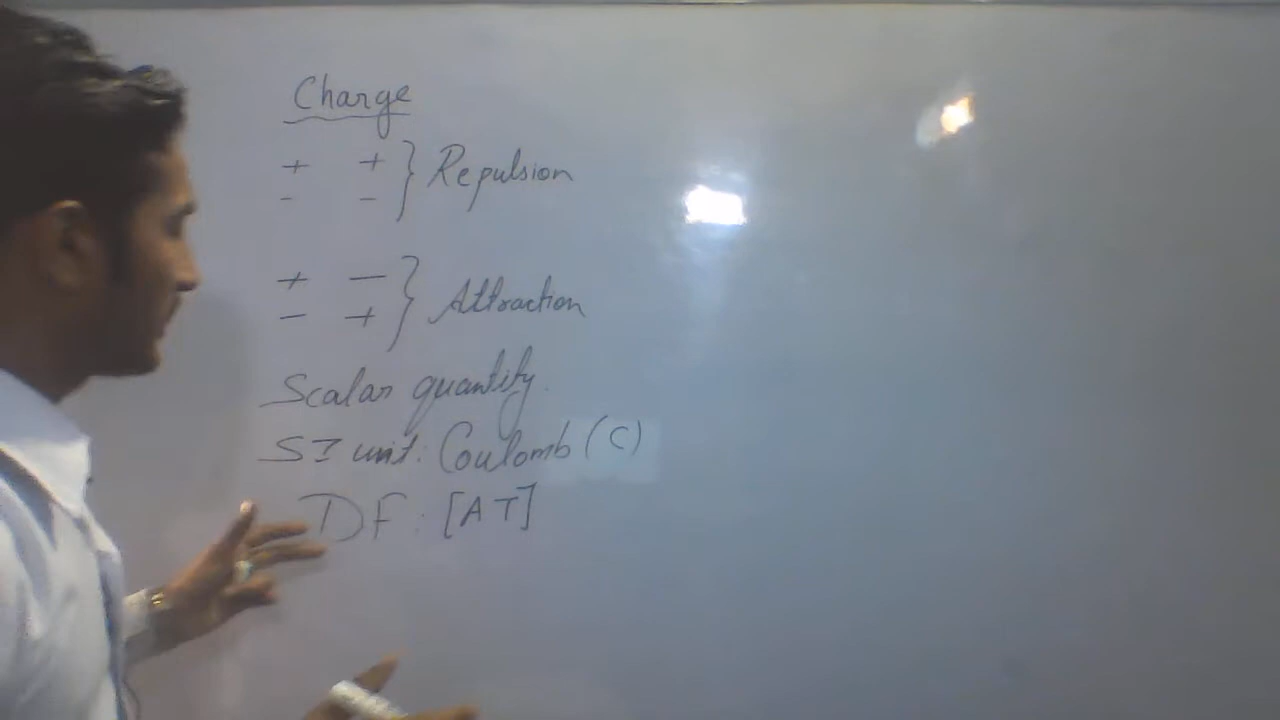 Charge
+ + } Repulsion
- -
+ - } Attraction
- +
Scalar quantity.
SI unit: Coulomb (C)
DF: [AT]